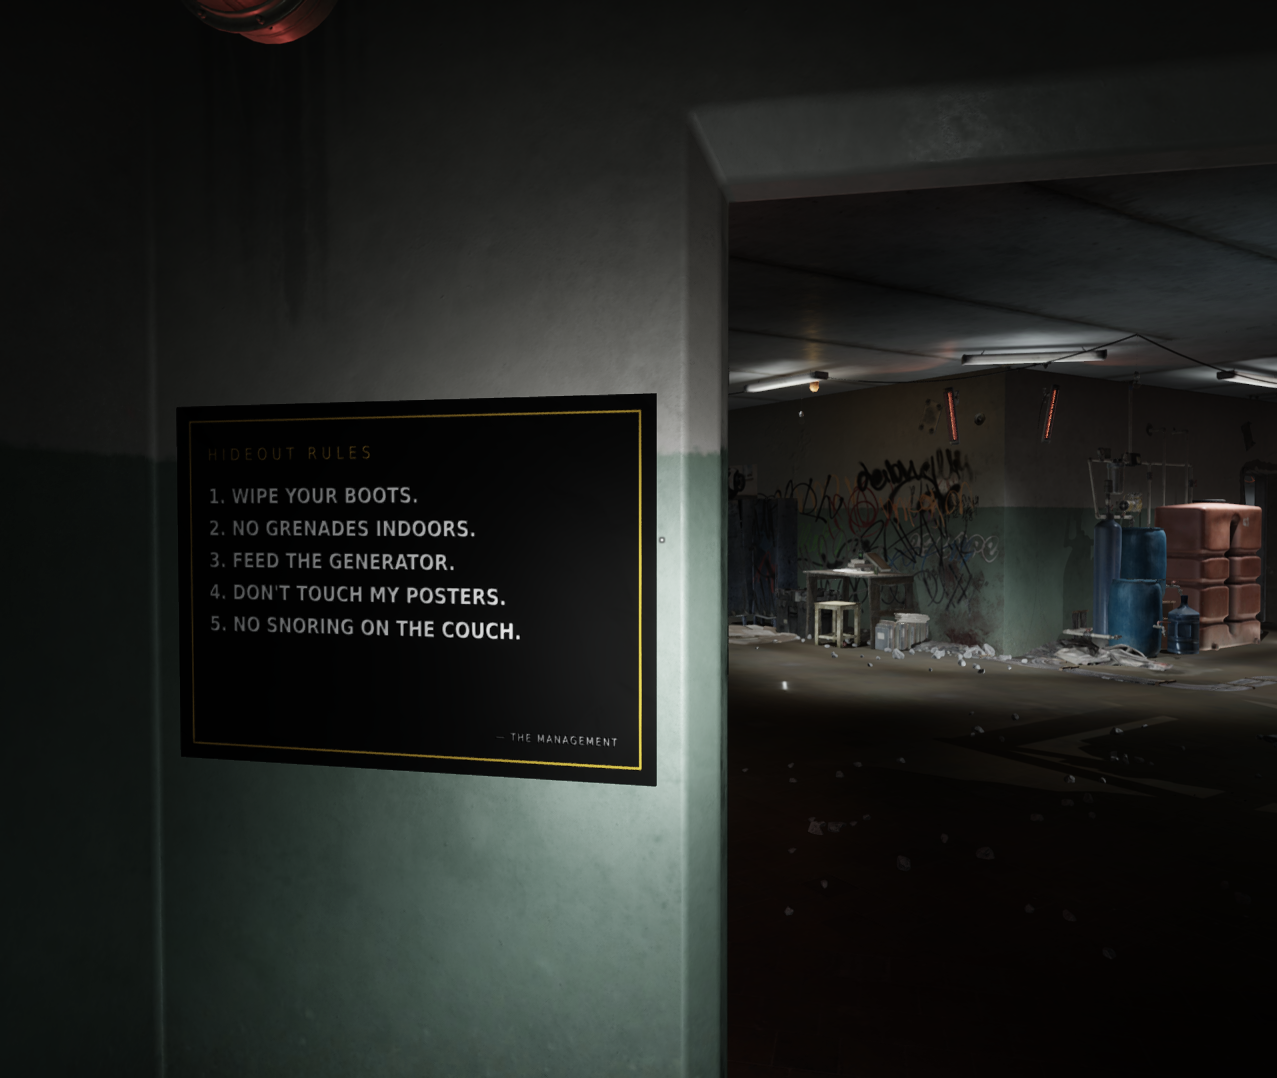 HIDEOUT RULES
1. WIPE YOUR BOOTS.
2. NO GRENADES INDOORS.
3. FEED THE GENERATOR.
4. DON'T TOUCH MY POSTERS.
5. NO SNORING ON THE COUCH.
— THE MANAGEMENT